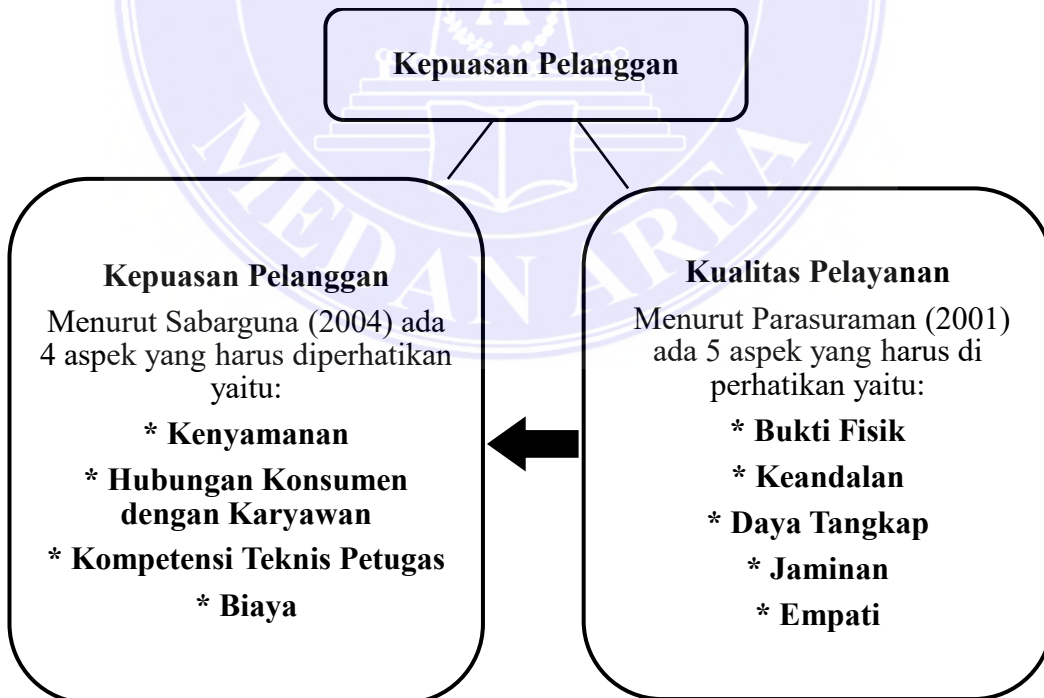 Kepuasan Pelanggan
Kepuasan Pelanggan
Menurut Sabarguna (2004) ada
4 aspek yang harus diperhatikan
yaitu:
* Kenyamanan
* Hubungan Konsumen
dengan Karyawan
* Kompetensi Teknis Petugas
* Biaya
Kualitas Pelayanan
Menurut Parasuraman (2001)
ada 5 aspek yang harus di
perhatikan yaitu:
* Bukti Fisik
* Keandalan
* Daya Tangkap
* Jaminan
* Empati
MEDAN AREA